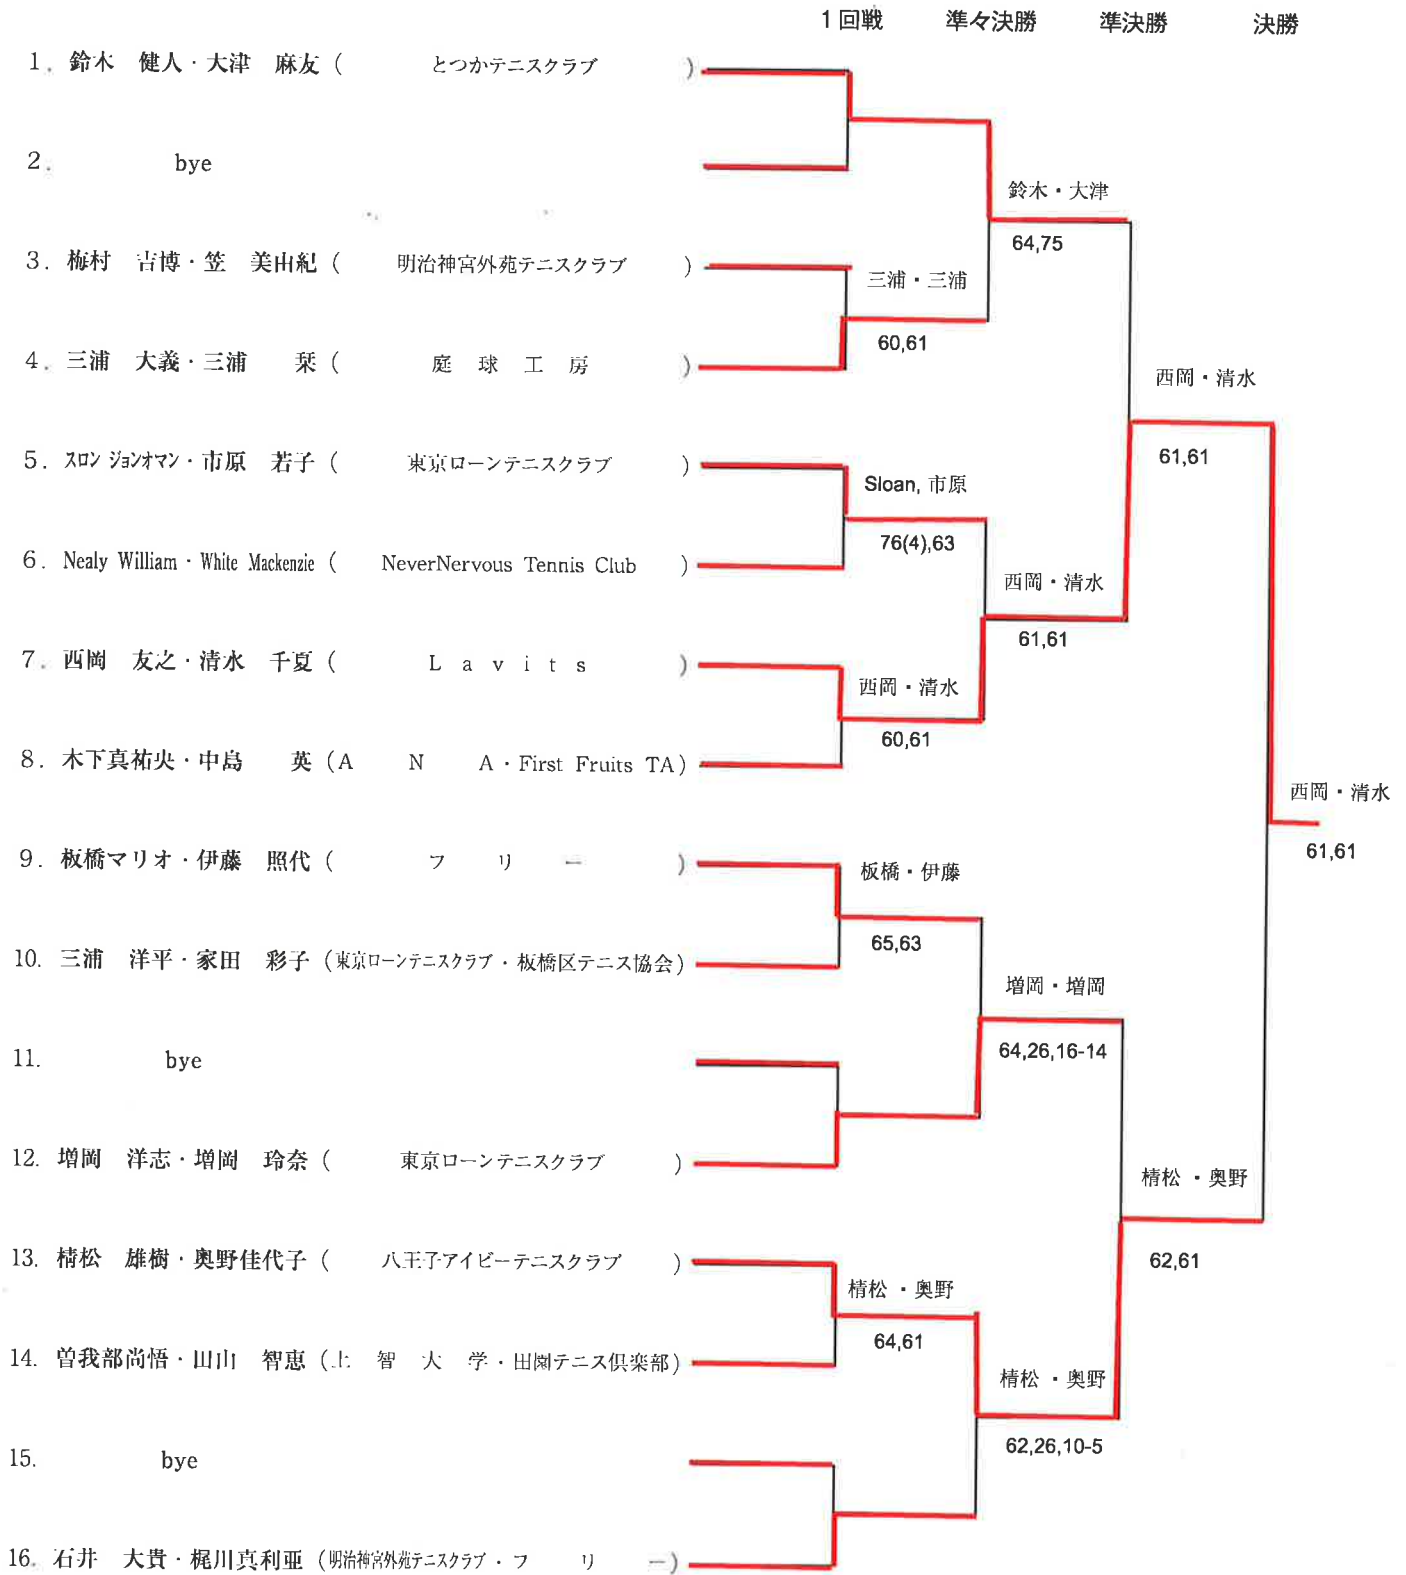 1回戦 準々決勝 準決勝 決勝
1. 鈴木 健人・大津 麻友 ( とつかテニスクラブ )
2. bye
鈴木・大津
64,75
3. 梅村 吉博・笠 美由紀 ( 明治神宮外苑テニスクラブ )
三浦・三浦
60,61
4. 三浦 大義・三浦 栞 ( 庭球工房 )
西岡・清水
61,61
5. スロン ジョンオマン・市原 若子 ( 東京ローンテニスクラブ )
Sloan, 市原
76(4),63
6. Nealy William・White Mackenzie ( NeverNervous Tennis Club )
西岡・清水
61,61
7. 西岡 友之・清水 千夏 ( Lavits )
西岡・清水
60,61
8. 木下真祐央・中島 英 (A N A・First Fruits TA)
西岡・清水
61,61
9. 板橋マリオ・伊藤 照代 ( フリー )
板橋・伊藤
65,63
10. 三浦 洋平・家田 彩子 (東京ローンテニスクラブ・板橋区テニス協会)
増岡・増岡
64,26,16-14
11. bye
12. 増岡 洋志・増岡 玲奈 ( 東京ローンテニスクラブ )
棈松・奥野
62,61
13. 棈松 雄樹・奥野佳代子 ( 八王子アイビーテニスクラブ )
棈松・奥野
64,61
14. 曽我部尚悟・田山 智恵 (上智大学・田園テニス倶楽部)
棈松・奥野
62,26,10-5
15. bye
16. 石井 大貴・梶川真利亜 (明治神宮外苑テニスクラブ・フリー)